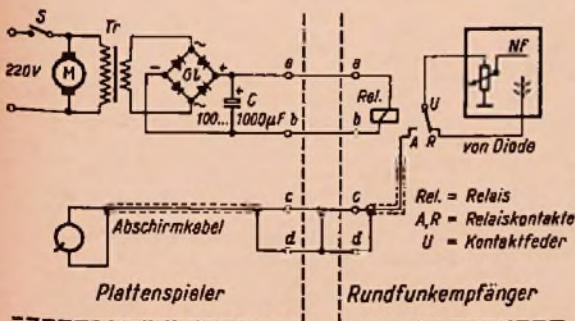 S
Tr
220V
M
~
Gl
~
-
+
+
C
100... 1000μF
a
a
b
b
Rel.
A
R
U
Nf
von Diode
c
c
d
d
Abschirmkabel
Rel. = Relais
A,R = Relaiskontakte
U = Kontaktfeder
Plattenspieler
Rundfunkempfänger